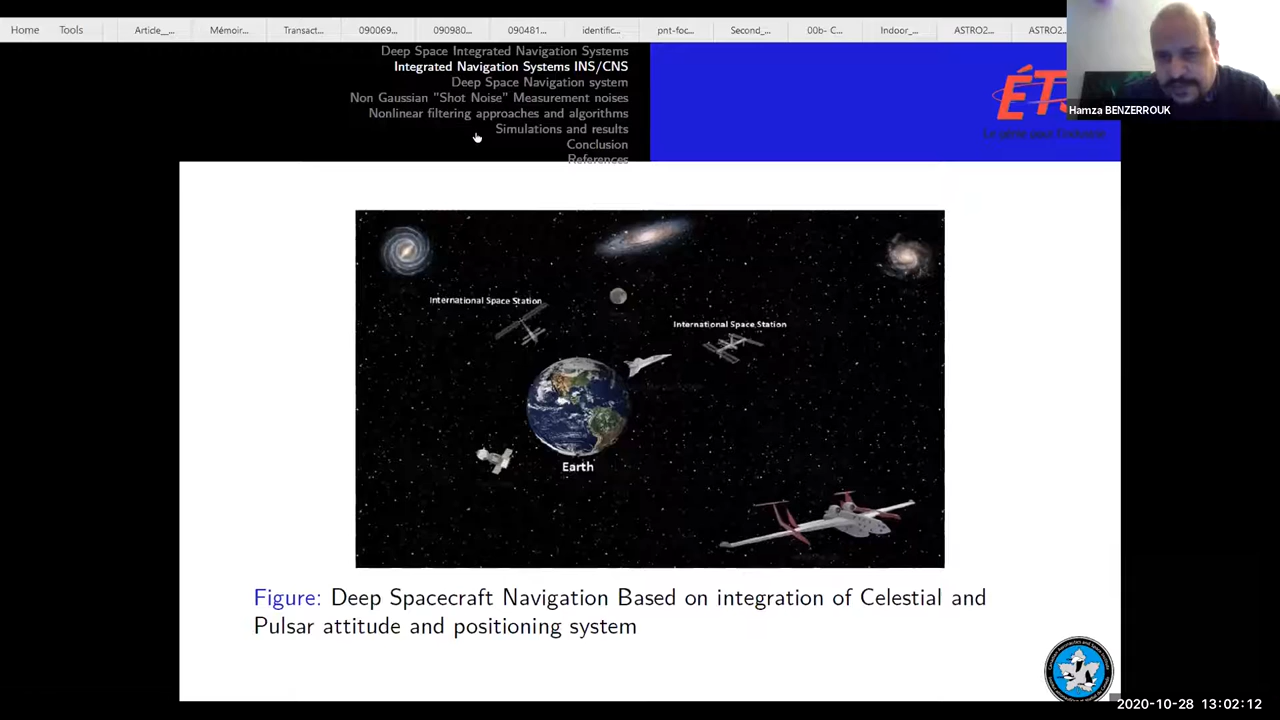 Home Tools Article__... Mémoir... Transact... 090069... 090980... 090481... identific... pnt-foc... Second_... 00b- C... Indoor_... ASTRO2... ASTRO2...
Deep Space Integrated Navigation Systems
Integrated Navigation Systems INS/CNS
Deep Space Navigation system
Non Gaussian "Shot Noise" Measurement noises
Nonlinear filtering approaches and algorithms
Simulations and results
Conclusion
References
Hamza BENZERROUK
International Space Station
International Space Station
Earth
Figure: Deep Spacecraft Navigation Based on integration of Celestial and
Pulsar attitude and positioning system
2020-10-28 13:02:12